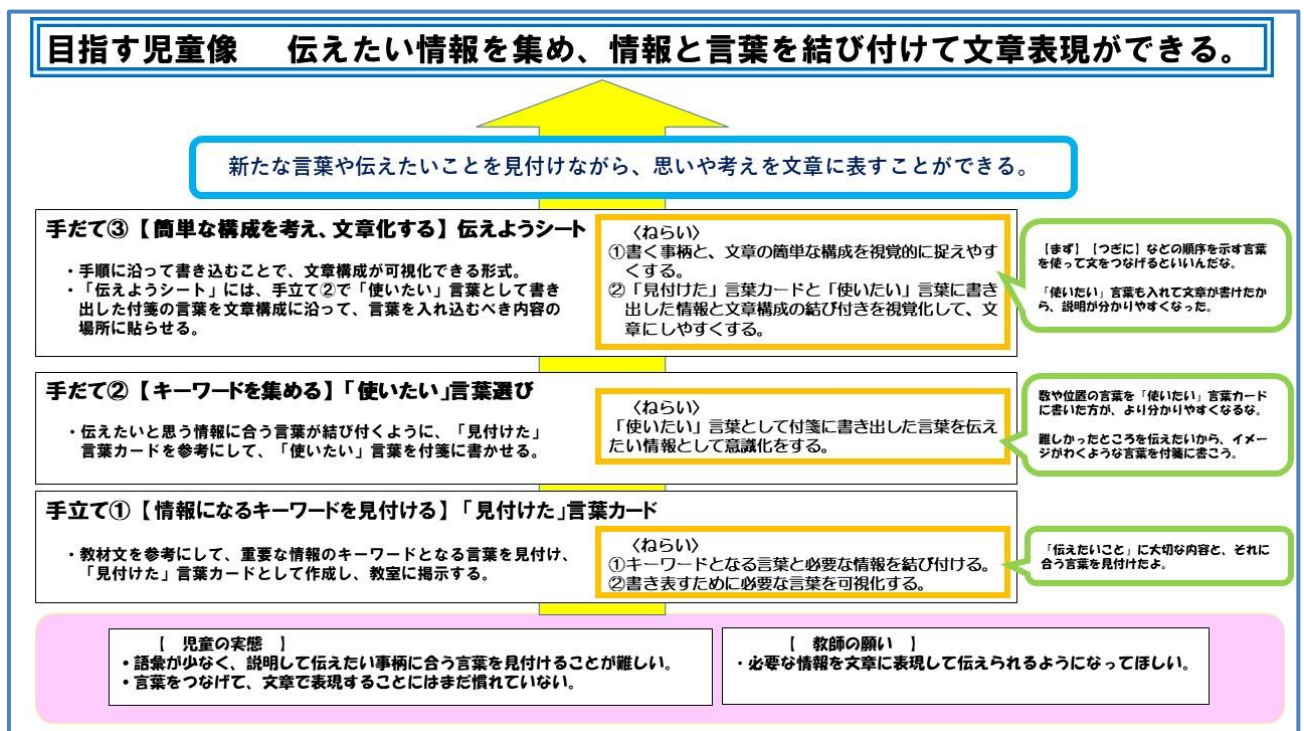 目指す児童像　伝えたい情報を集め、情報と言葉を結び付けて文章表現ができる。
新たな言葉や伝えたいことを見付けながら、思いや考えを文章に表すことができる。
手だて③【簡単な構成を考え、文章化する】伝えようシート
・手順に沿って書き込むことで、文章構成が可視化できる形式。
・「伝えようシート」には、手立て②で「使いたい」言葉として書き
出した付箋の言葉を文章構成に沿って、言葉を入れ込むべき内容の
場所に貼らせる。
〈ねらい〉
①書く事柄と、文章の簡単な構成を視覚的に捉えやす
くする。
②「見付けた」言葉カードと「使いたい」言葉に書き
出した情報と文章構成の結び付きを視覚化して、文
章にしやすくする。
【まず】【つぎに】などの順序を示す言葉
を使って文をつなげるといいんだな。
「使いたい」言葉も入れて文章が書けたか
ら、説明が分かりやすくなった。
手だて②【キーワードを集める】「使いたい」言葉選び
・伝えたいと思う情報に合う言葉が結び付くように、「見付けた」
言葉カードを参考にして、「使いたい」言葉を付箋に書かせる。
〈ねらい〉
「使いたい」言葉として付箋に書き出した言葉を伝え
たい情報として意識化をする。
数や位置の言葉を「使いたい」言葉カード
に書いた方が、より分かりやすくなるな。
難しかったところを伝えたいから、イメー
ジがわくような言葉を付箋に書こう。
手立て①【情報になるキーワードを見付ける】「見付けた」言葉カード
・教材文を参考にして、重要な情報のキーワードとなる言葉を見付け、
「見付けた」言葉カードとして作成し、教室に掲示する。
〈ねらい〉
①キーワードとなる言葉と必要な情報を結び付ける。
②書き表すために必要な言葉を可視化する。
「伝えたいこと」に大切な内容と、それに
合う言葉を見付けたよ。
【 児童の実態 】
・語彙が少なく、説明して伝えたい事柄に合う言葉を見付けることが難しい。
・言葉をつなげて、文章で表現することにはまだ慣れていない。
【 教師の願い 】
・必要な情報を文章に表現して伝えられるようになってほしい。